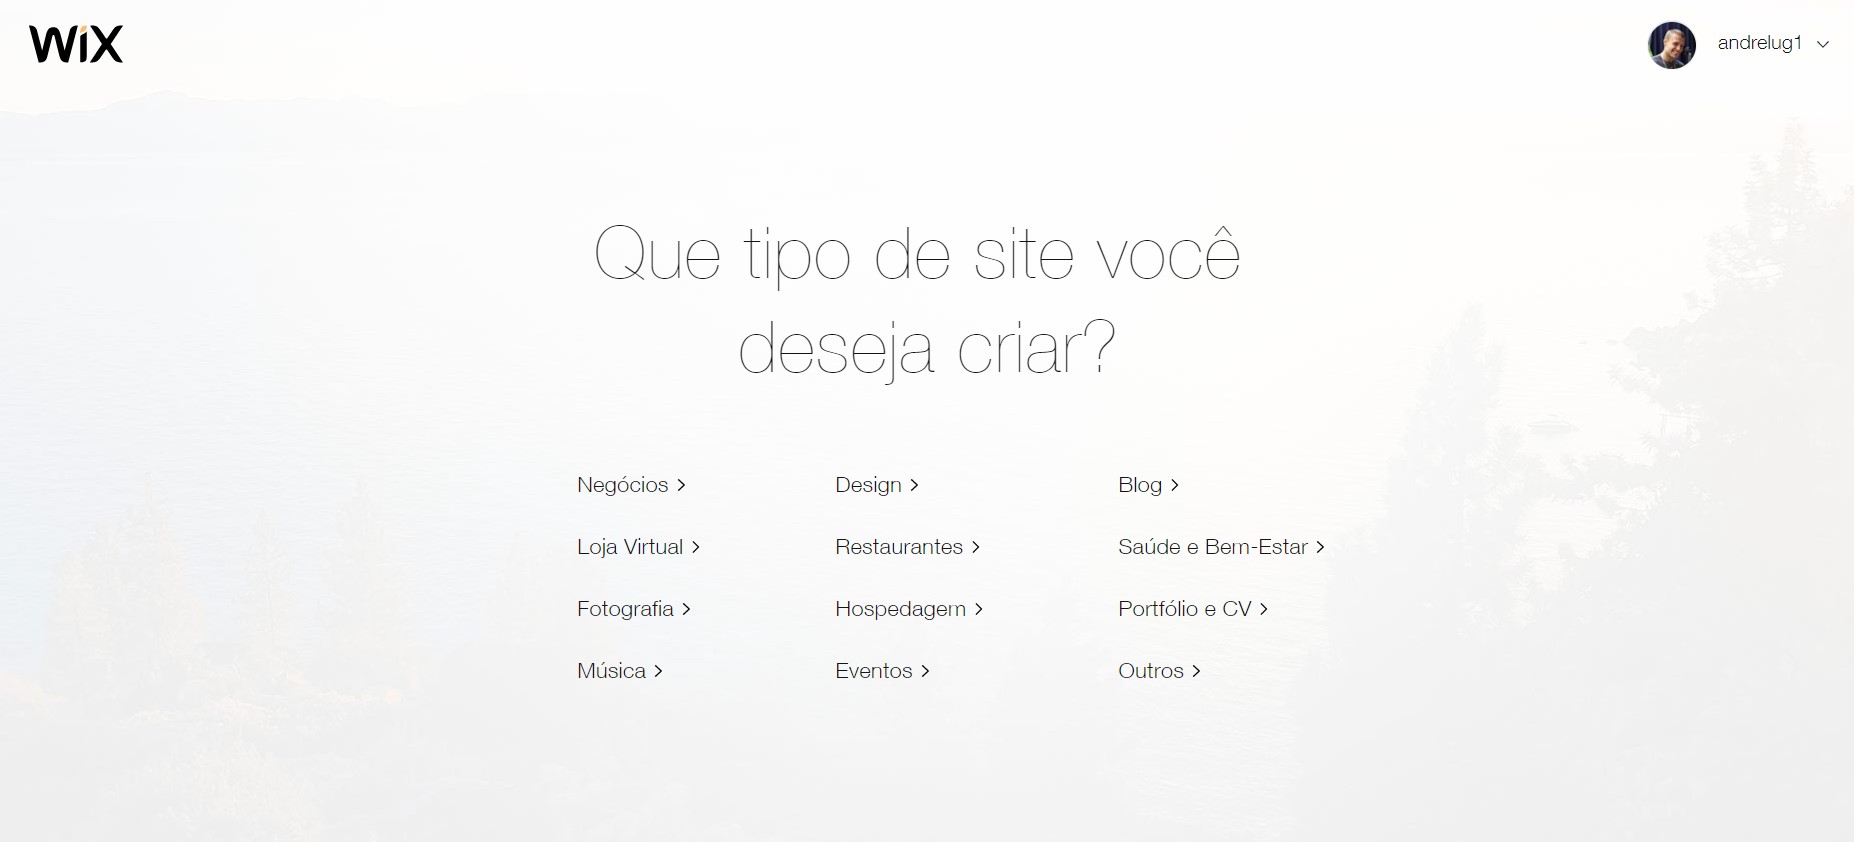 WiX
andrelug1
Que tipo de site você
deseja criar?
Negócios
Design
Blog
Loja Virtual
Restaurantes
Saúde e Bem-Estar
Fotografia
Hospedagem
Portfólio e CV
Música
Eventos
Outros